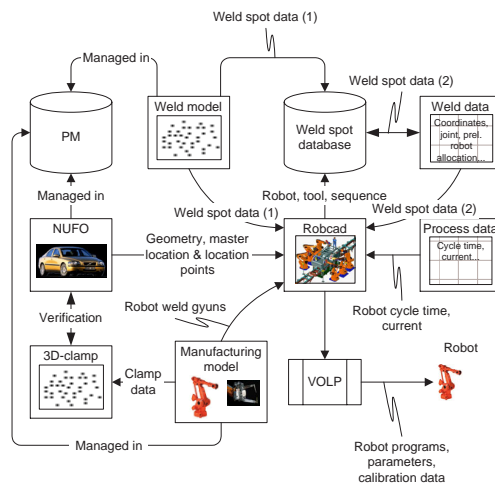 Weld spot data (1)
Managed in
Weld spot data (2)
Weld model
Weld data
PM
Weld spot
database
Coordinates,
joint, prel.
robot
allocation...
Managed in
Robot, tool, sequence
Weld spot data (1)
Weld spot data (2)
NUFO
Robcad
Process data
Geometry, master
location & location
points
Cycle time,
current...
Verification
Robot weld gyuns
Robot cycle time,
current
3D-clamp
Manufacturing
model
Clamp
data
VOLP
Robot
Managed in
Robot programs,
parameters,
calibration data